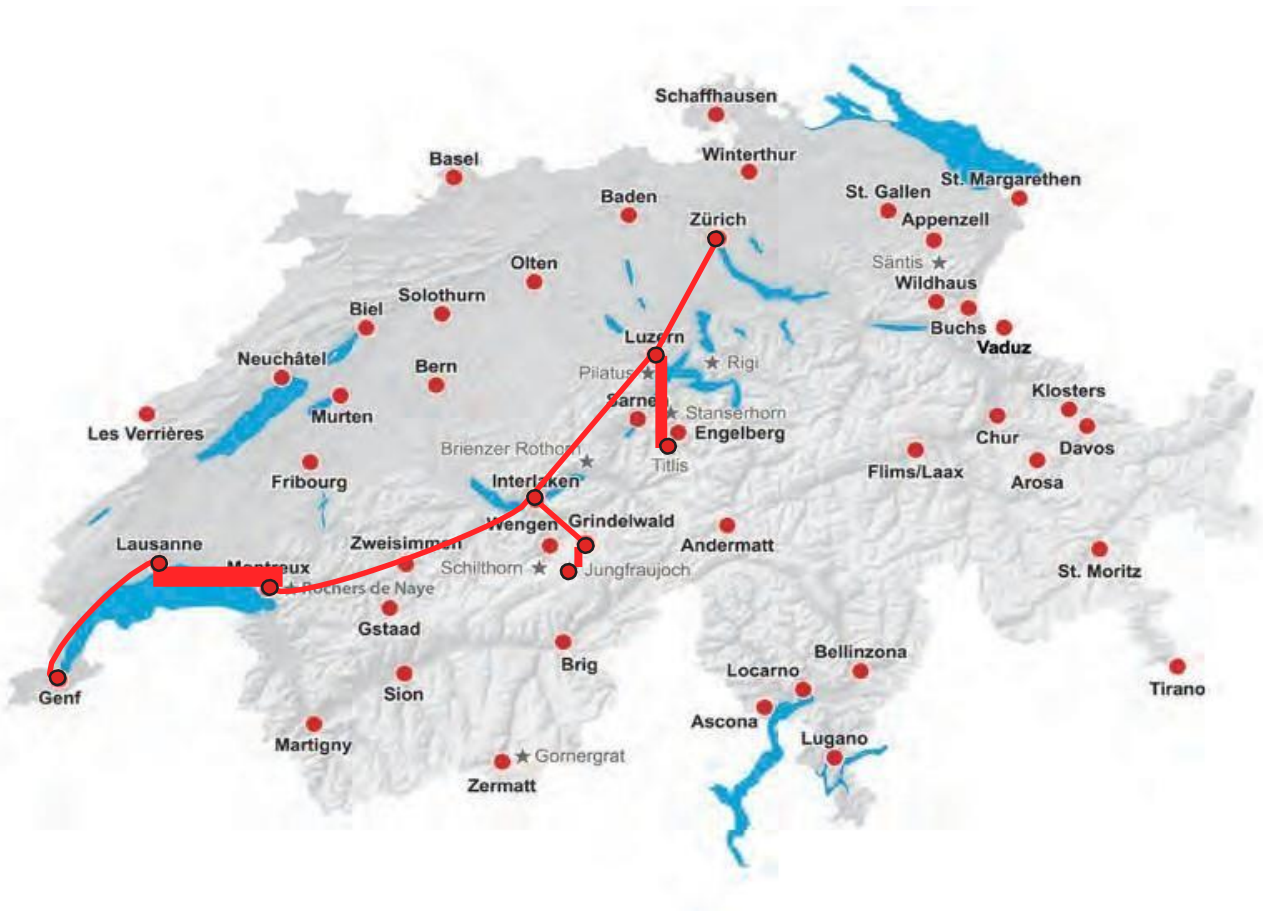 Schaffhausen
Basel
Winterthur
St. Margarethen
St. Gallen
Baden
Zürich
Appenzell
Säntis
Olten
Wildhaus
Solothurn
Biel
Buchs
Luzern
Vaduz
Neuchâtel
Rigi
Bern
Pilatus
Klosters
Sarnen
Murten
Stanserhorn
Les Verrières
Engelberg
Chur
Davos
Brienzer Rothorn
Titlis
Flims/Laax
Fribourg
Interlaken
Arosa
Wengen
Grindelwald
Lausanne
Zweisimmen
Andermatt
Montreux
Schilthorn
Jungfraujoch
St. Moritz
Rochers de Naye
Gstaad
Bellinzona
Brig
Locarno
Genf
Sion
Tirano
Ascona
Martigny
Lugano
Gornergrat
Zermatt